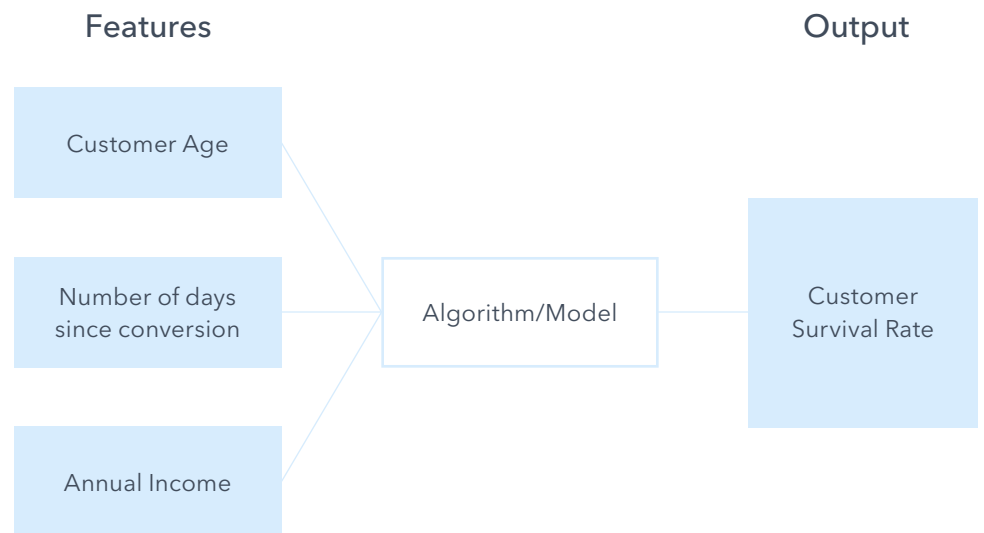 Features
Output
Customer Age
Number of days
since conversion
Algorithm/Model
Customer
Survival Rate
Annual Income